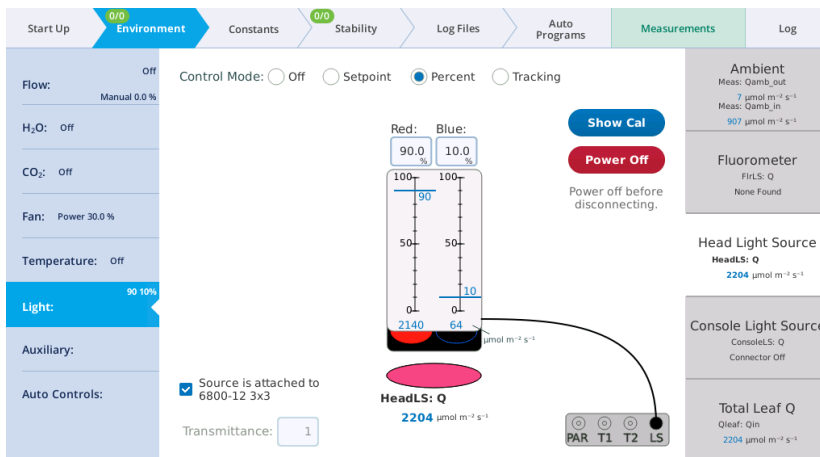 0/0
0/0
Start Up
Environment
Constants
Stability
Log Files
Auto
Programs
Measurements
Log
Flow:
Off
Manual 0.0 %
H₂O: Off
CO₂: Off
Fan: Power 30.0 %
Temperature: Off
90 10%
Light:
Auxiliary:
Auto Controls:
Control Mode: Off Setpoint Percent Tracking
Red: Blue:
90.0 %
10.0 %
100 100
90
50 50
10
0 0
2140 64
µmol m⁻² s⁻¹
HeadLS: Q
2204 µmol m⁻² s⁻¹
Show Cal
Power Off
Power off before
disconnecting.
Source is attached to
6800-12 3x3
Transmittance: 1
PAR T1 T2 LS
Ambient
Meas: Qamb_out
7 µmol m⁻² s⁻¹
Meas: Qamb_in
907 µmol m⁻² s⁻¹
Fluorometer
FlrLS: Q
None Found
Head Light Source
HeadLS: Q
2204 µmol m⁻² s⁻¹
Console Light Source
ConsoleLS: Q
Connector Off
Total Leaf Q
Qleaf: Qin
2204 µmol m⁻² s⁻¹